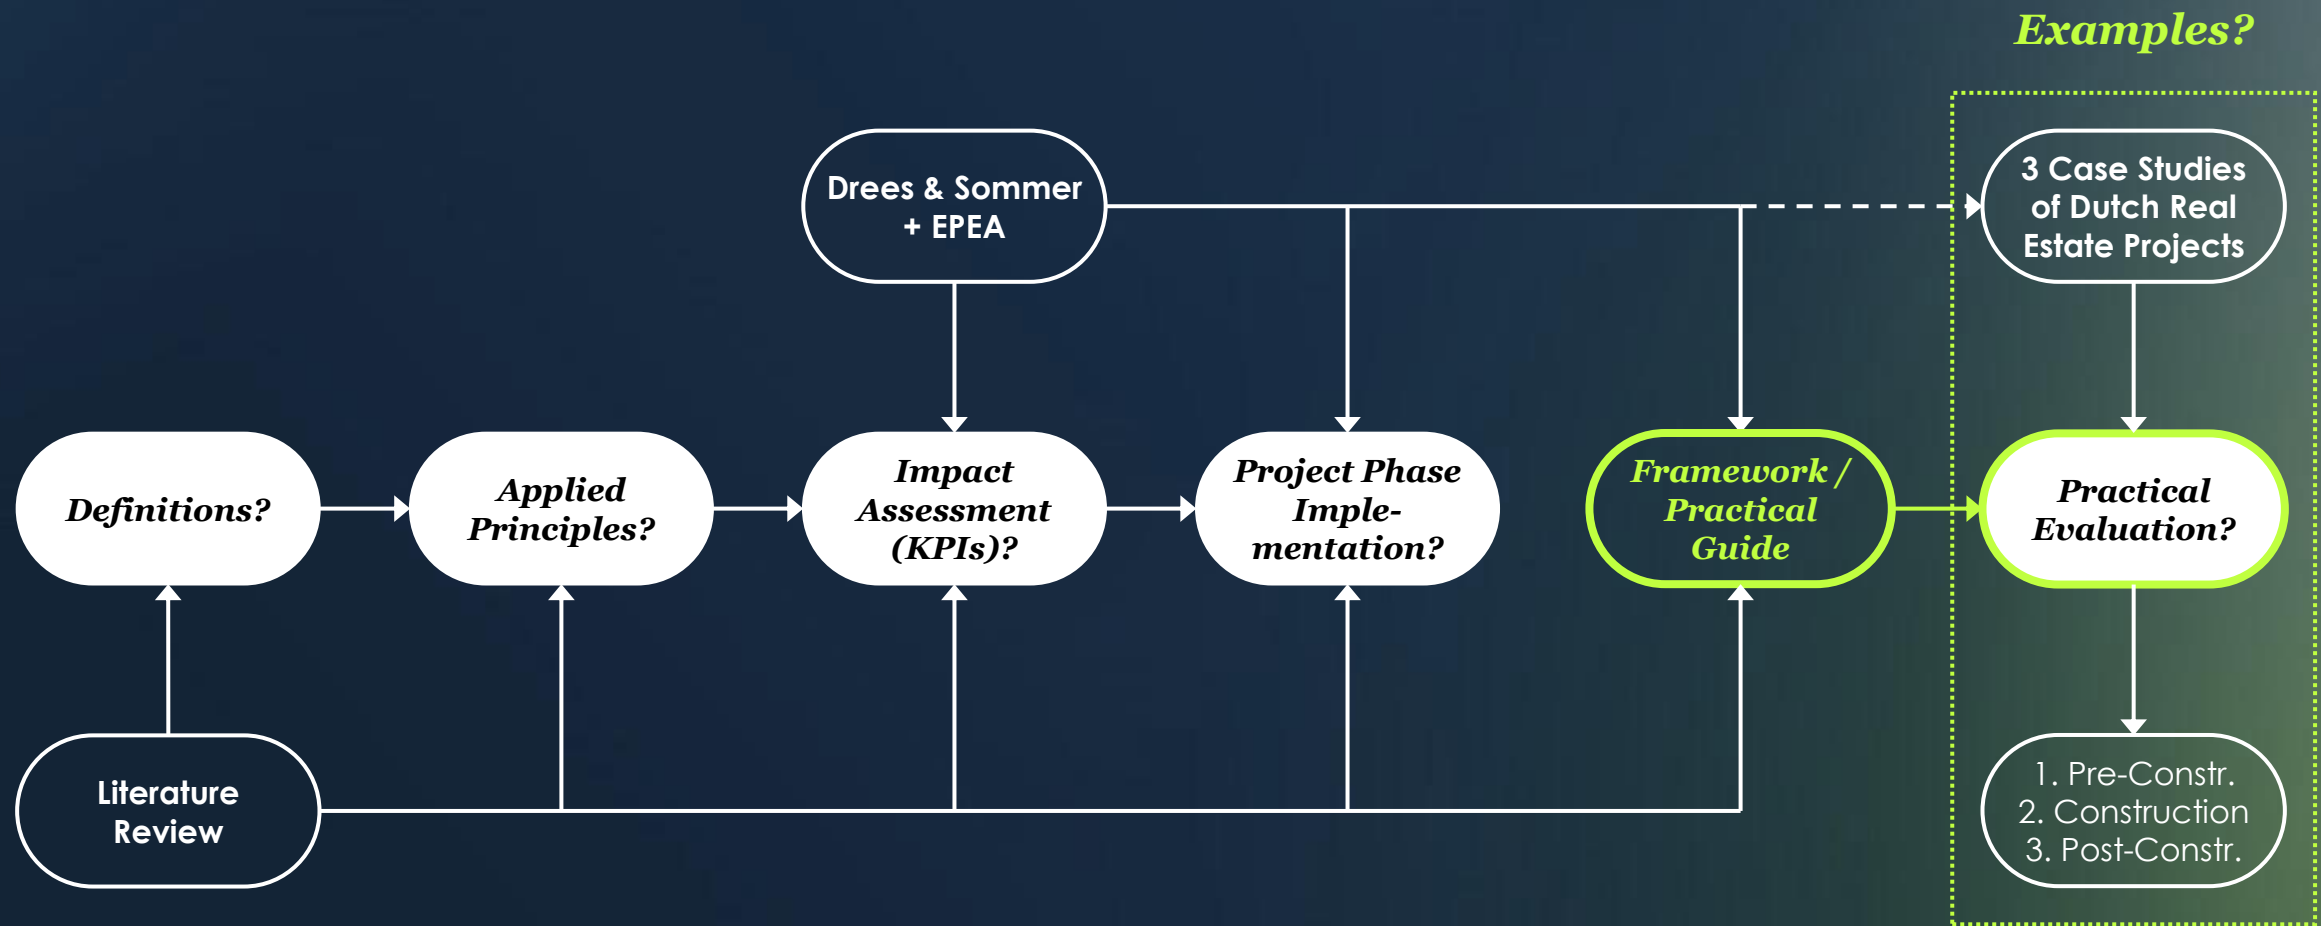 Examples?
Drees & Sommer
+ EPEA
3 Case Studies
of Dutch Real
Estate Projects
Definitions?
Applied
Principles?
Impact
Assessment
(KPIs)?
Project Phase
Imple-
mentation?
Framework /
Practical
Guide
Practical
Evaluation?
Literature
Review
1. Pre-Constr.
2. Construction
3. Post-Constr.